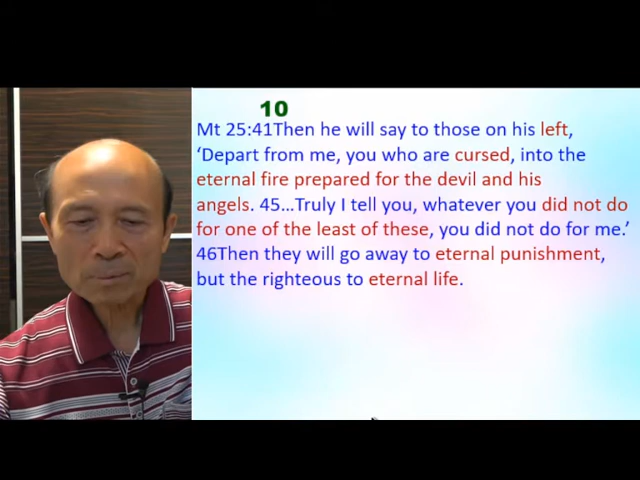 10
Mt 25:41Then he will say to those on his left,
‘Depart from me, you who are cursed, into the
eternal fire prepared for the devil and his
angels. 45…Truly I tell you, whatever you did not do
for one of the least of these, you did not do for me.’
46Then they will go away to eternal punishment,
but the righteous to eternal life.